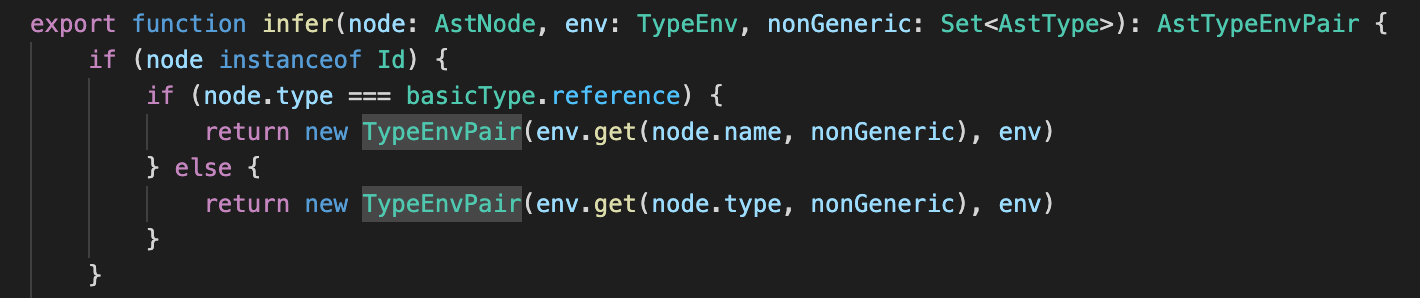 export function infer(node: AstNode, env: TypeEnv, nonGeneric: Set<AstType>): AstTypeEnvPair {
    if (node instanceof Id) {
        if (node.type === basicType.reference) {
            return new TypeEnvPair(env.get(node.name, nonGeneric), env)
        } else {
            return new TypeEnvPair(env.get(node.type, nonGeneric), env)
        }
    }